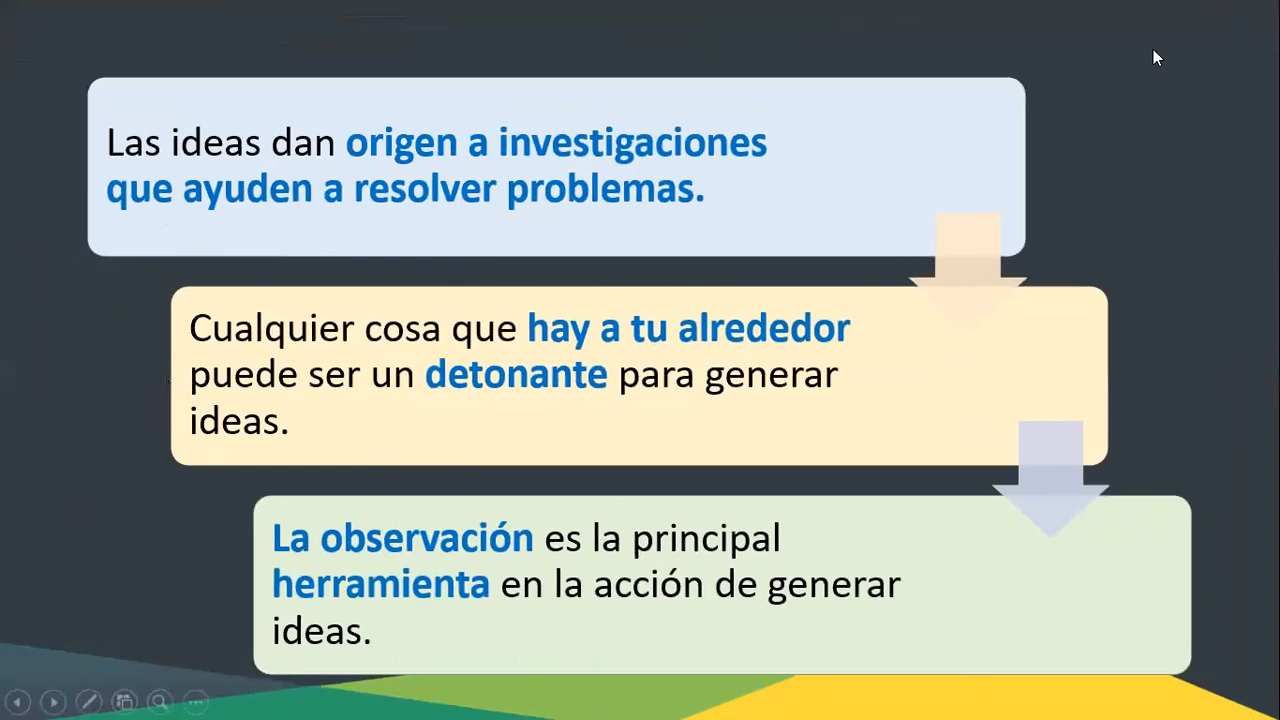 Las ideas dan origen a investigaciones
que ayuden a resolver problemas.
Cualquier cosa que hay a tu alrededor
puede ser un detonante para generar
ideas.
La observación es la principal
herramienta en la acción de generar
ideas.